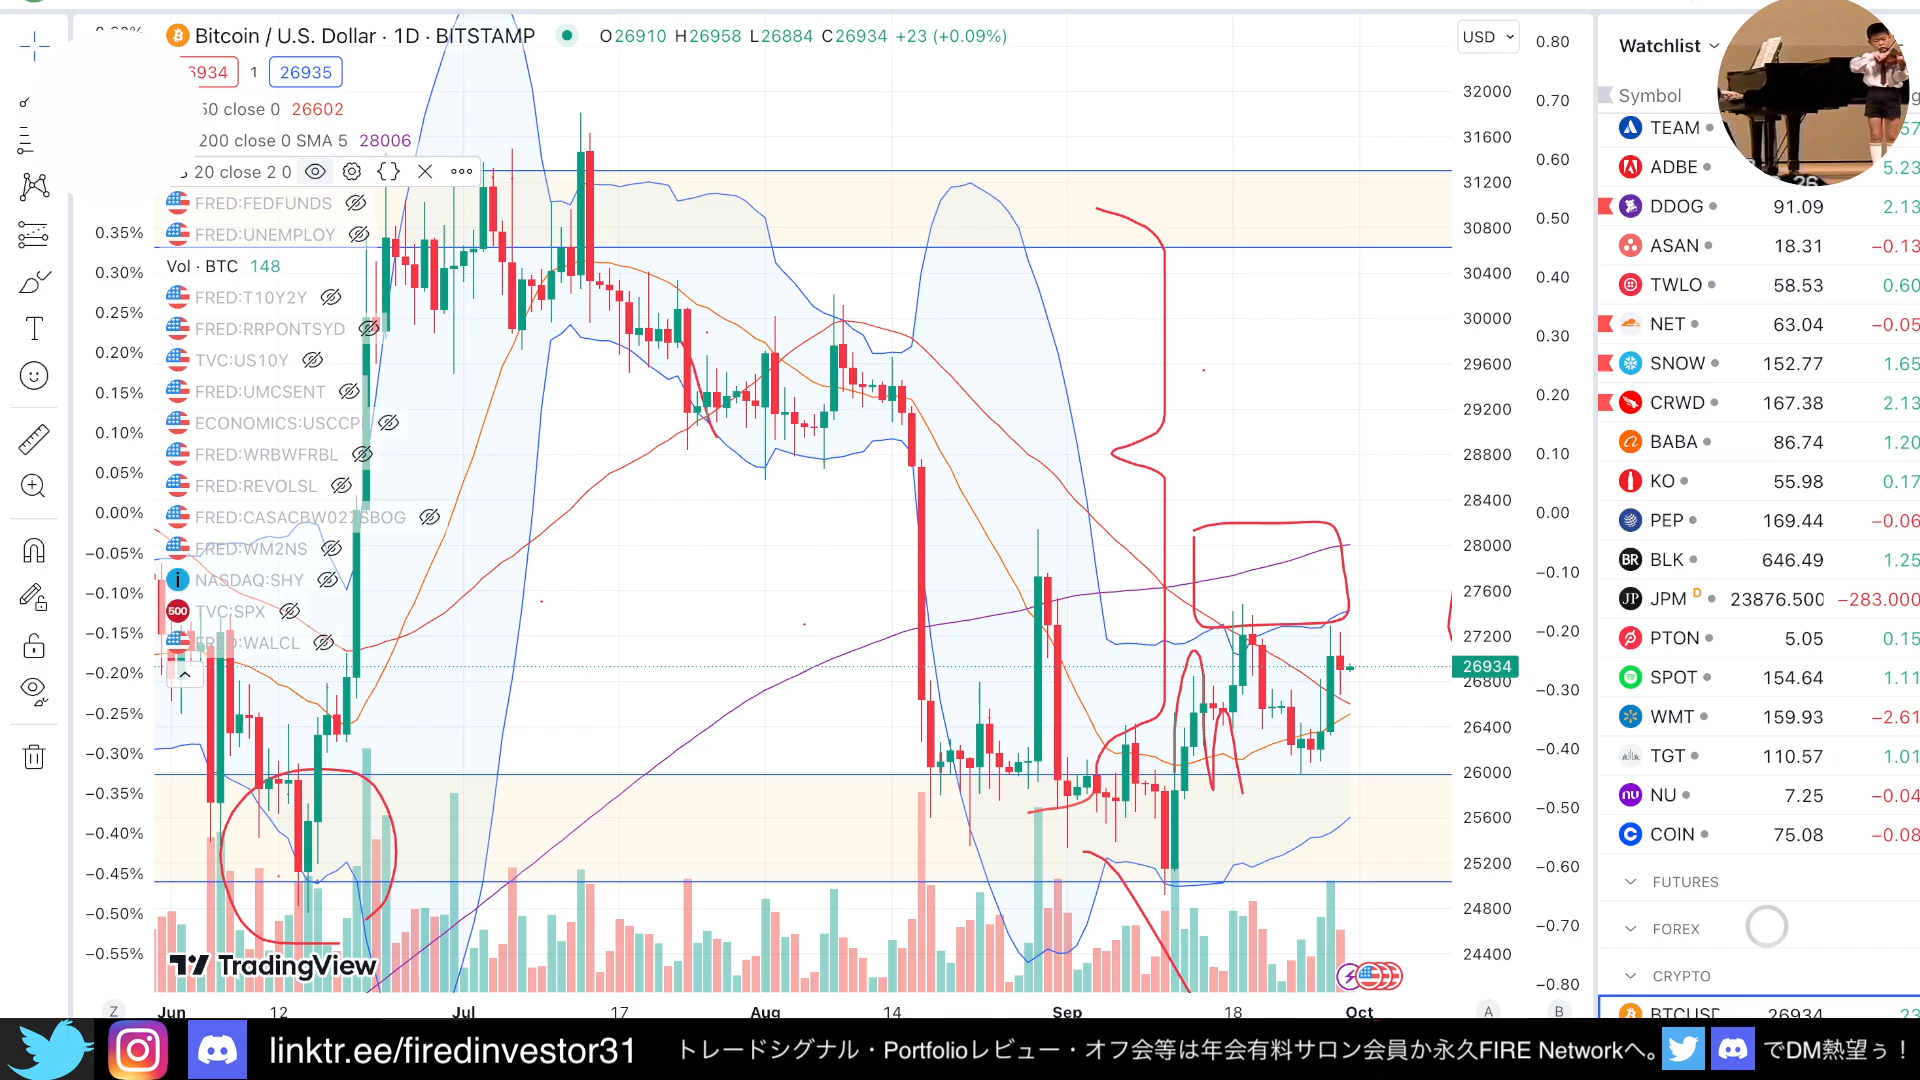 Bitcoin / U.S. Dollar · 1D · BITSTAMP O26910 H26958 L26884 C26934 +23 (+0.09%)
1 26935
50 close 0 26602
200 close 0 SMA 5 28006
20 close 2 0
FRED:FEDFUNDS
FRED:UNEMPLOY
Vol · BTC 148
FRED:T10Y2Y
FRED:RRPONTSYD
TVC:US10Y
FRED:UMCSENT
ECONOMICS:USCCP
FRED:WRBWFRBL
FRED:REVOLSL
FRED:CASACBW027SBOG
FRED:WM2NS
NASDAQ:SHY
500 TVC:SPX
FRED:WALCL
0.35%
0.30%
0.25%
0.20%
0.15%
0.10%
0.05%
0.00%
−0.05%
−0.10%
−0.15%
−0.20%
−0.25%
−0.30%
−0.35%
−0.40%
−0.45%
−0.50%
−0.55%
TradingView
Z Jun 12 Jul 17 Aug 14 Sep 18 Oct A B
USD
32000
31600
31200
30800
30400
30000
29600
29200
28800
28400
28000
27600
27200
26934
26800
26400
26000
25600
25200
24800
24400
0.80
0.70
0.60
0.50
0.40
0.30
0.20
0.10
0.00
−0.10
−0.20
−0.30
−0.40
−0.50
−0.60
−0.70
−0.80
Watchlist
Symbol
TEAM
ADBE 5.23
DDOG 91.09 2.13
ASAN 18.31 −0.13
TWLO 58.53 0.60
NET 63.04 −0.05
SNOW 152.77 1.65
CRWD 167.38 2.13
BABA 86.74 1.20
KO 55.98 0.17
PEP 169.44 −0.06
BR BLK 646.49 1.25
JP JPM D 23876.500 −283.000
PTON 5.05 0.15
SPOT 154.64 1.11
WMT 159.93 −2.61
TGT 110.57 1.01
nu NU 7.25 −0.04
COIN 75.08 −0.08
FUTURES
FOREX
CRYPTO
BTCUSD 26934 23
linktr.ee/firedinvestor31 トレードシグナル・Portfolioレビュー・オフ会等は年会有料サロン会員か永久FIRE Networkへ。 でDM熱望ぅ！